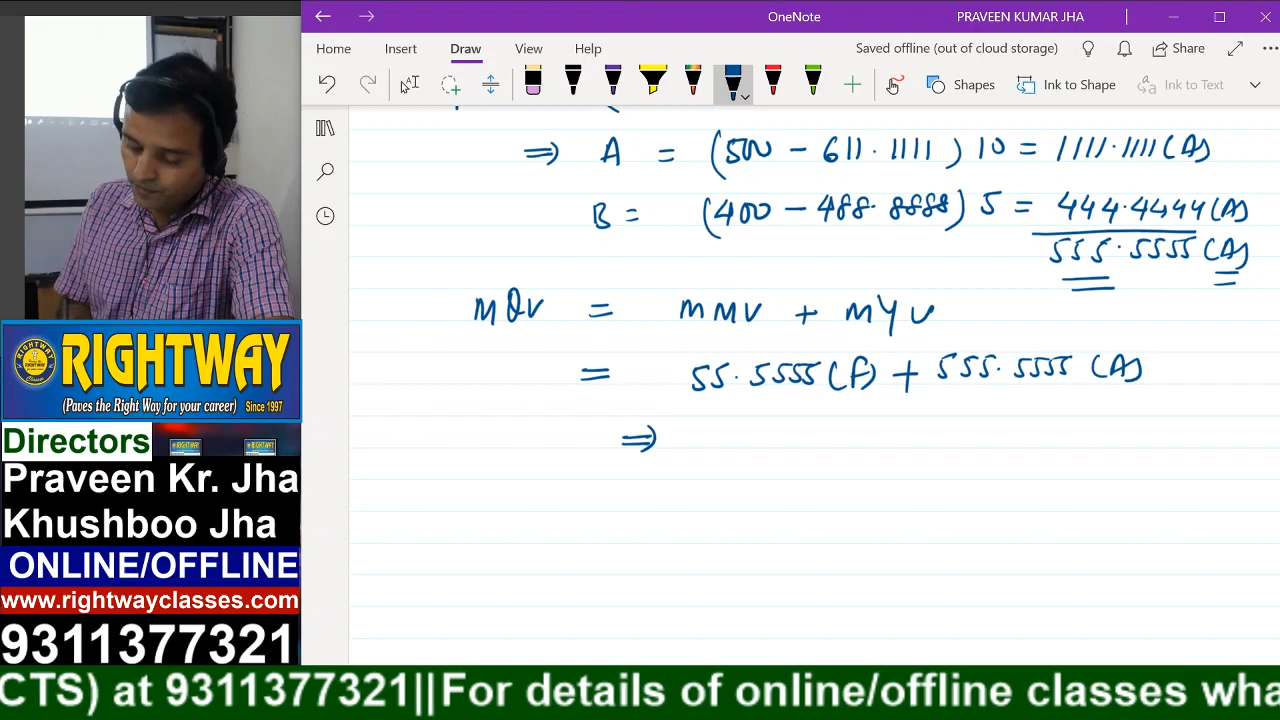 OneNote
PRAVEEN KUMAR JHA
Home Insert Draw View Help
Saved offline (out of cloud storage)
Share
Shapes
Ink to Shape
Ink to Text
⇒ A = (500 - 611.1111) 10 = 1111.1111 (A)
B = (400 - 488.8888) 5 = 444.4444 (A)
555.5555 (A)
MQV = MMV + MYV
= 55.5555 (F) + 555.5555 (A)
⇒
RIGHTWAY
(Paves the Right Way for your career) Since 1997
Directors
Praveen Kr. Jha
Khushboo Jha
ONLINE/OFFLINE
www.rightwayclasses.com
9311377321
CTS) at 9311377321||For details of online/offline classes wha